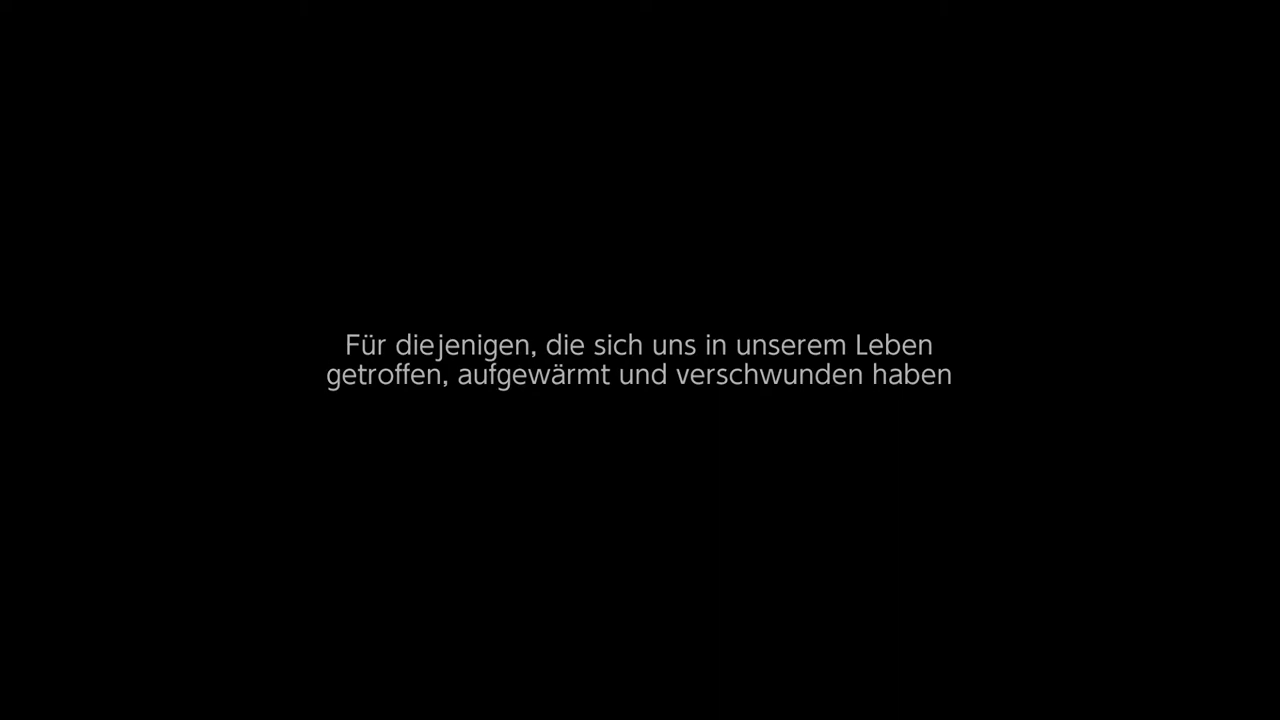 Für diejenigen, die sich uns in unserem Leben
getroffen, aufgewärmt und verschwunden haben